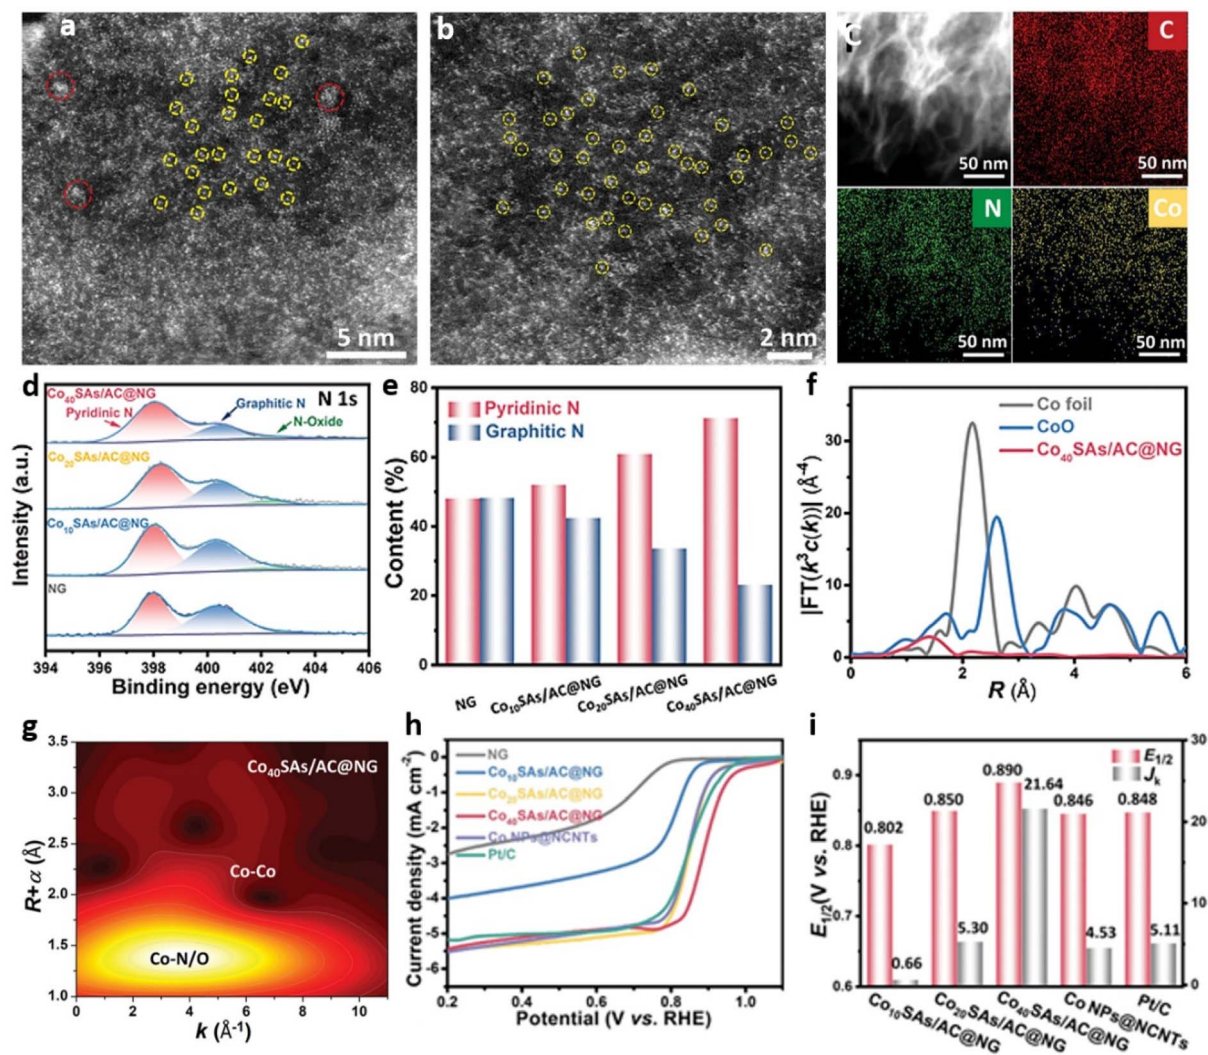 a
5 nm
b
2 nm
C
50 nm
C
50 nm
N
50 nm
Co
50 nm
d
Co₄₀SAs/AC@NG
N 1s
Pyridinic N
Graphitic N
N-Oxide
Co₂₀SAs/AC@NG
Co₁₀SAs/AC@NG
NG
Intensity (a.u.)
394 396 398 400 402 404 406
Binding energy (eV)
e
Pyridinic N
Graphitic N
Content (%)
80
60
40
20
0
NG Co₁₀SAs/AC@NG Co₂₀SAs/AC@NG Co₄₀SAs/AC@NG
f
Co foil
CoO
Co₄₀SAs/AC@NG
|FT(k³c(k))| (Å⁻⁴)
30
20
10
0
0 2 4 6
R (Å)
g
Co₄₀SAs/AC@NG
Co-Co
Co-N/O
R+α (Å)
3.5
3.0
2.5
2.0
1.5
1.0
0 2 4 6 8 10
k (Å⁻¹)
h
NG
Co₁₀SAs/AC@NG
Co₂₀SAs/AC@NG
Co₄₀SAs/AC@NG
Co NPs@NCNTs
Pt/C
Current density (mA cm⁻²)
0
-1
-2
-3
-4
-5
-6
0.2 0.4 0.6 0.8 1.0
Potential (V vs. RHE)
i
E₁/₂
Jₖ
E₁/₂(V vs. RHE)
0.9
0.8
0.7
0.6
30
20
10
0
0.802
0.66
0.850
5.30
0.890
21.64
0.846
4.53
0.848
5.11
Co₁₀SAs/AC@NG Co₂₀SAs/AC@NG Co₄₀SAs/AC@NG Co NPs@NCNTs Pt/C